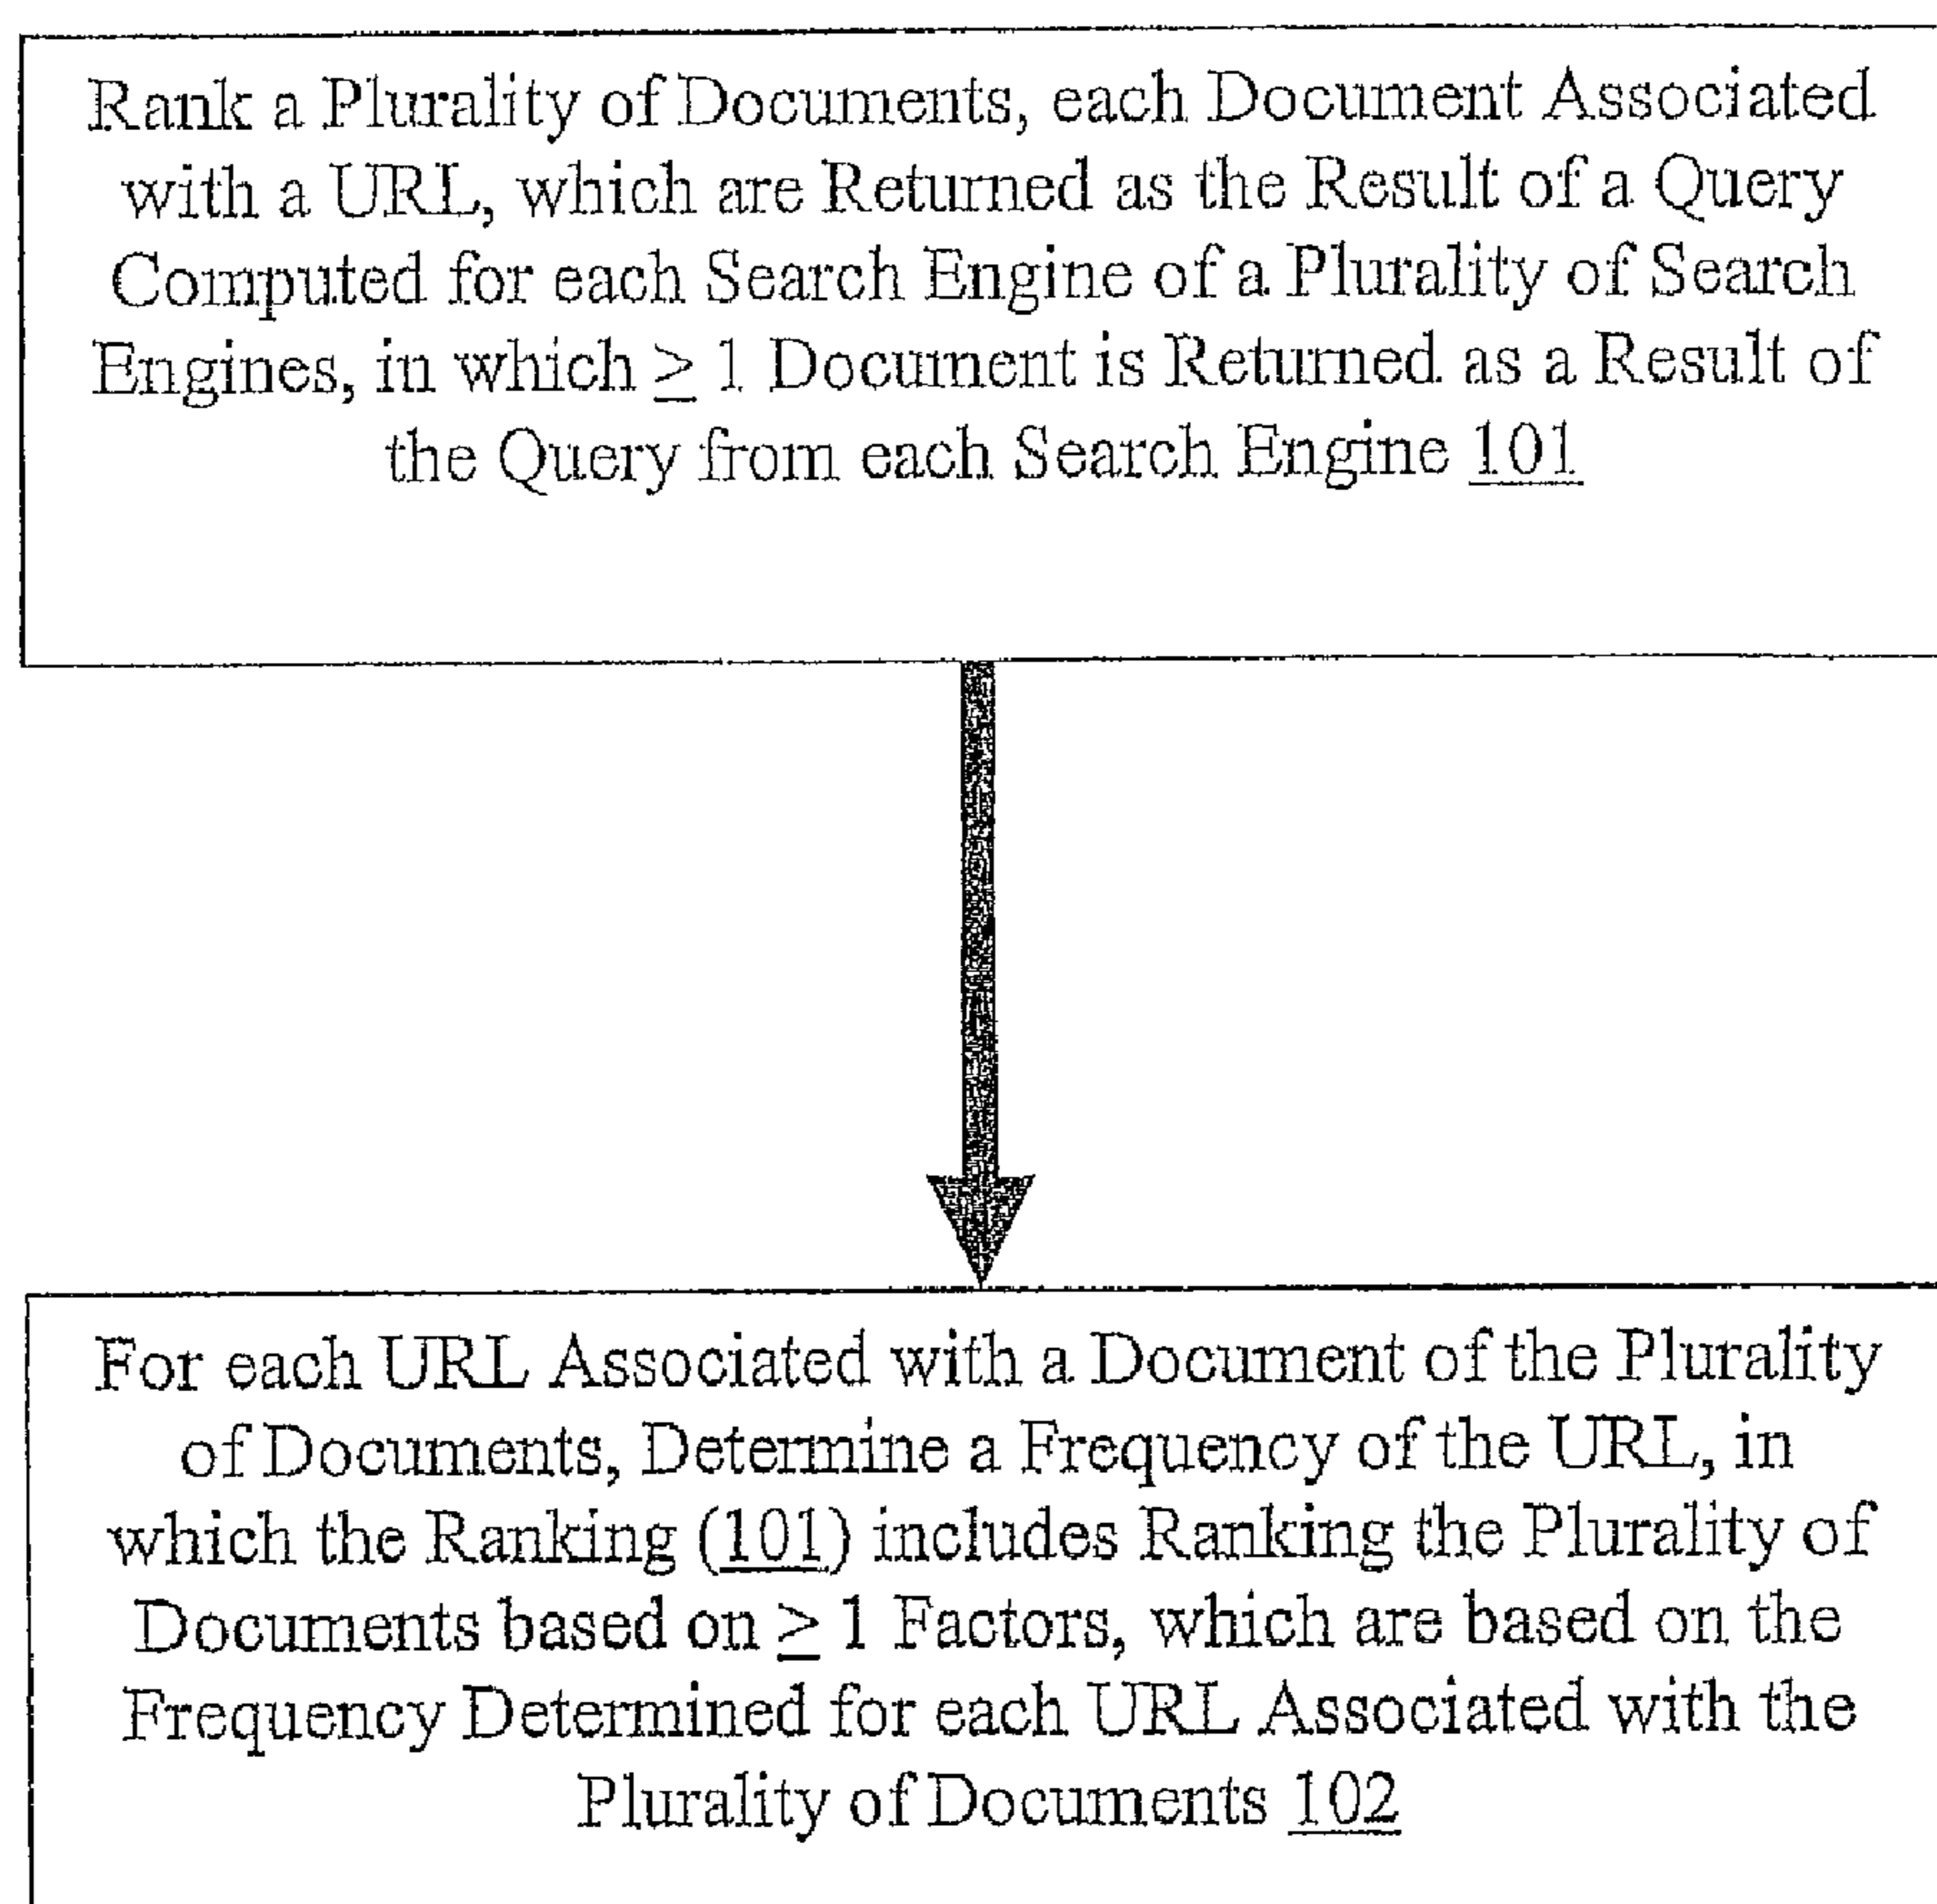 Rank a Plurality of Documents, each Document Associated
with a URL, which are Returned as the Result of a Query
Computed for each Search Engine of a Plurality of Search
Engines, in which ≥ 1 Document is Returned as a Result of
the Query from each Search Engine 101
For each URL Associated with a Document of the Plurality
of Documents, Determine a Frequency of the URL, in
which the Ranking (101) includes Ranking the Plurality of
Documents based on ≥ 1 Factors, which are based on the
Frequency Determined for each URL Associated with the
Plurality of Documents 102